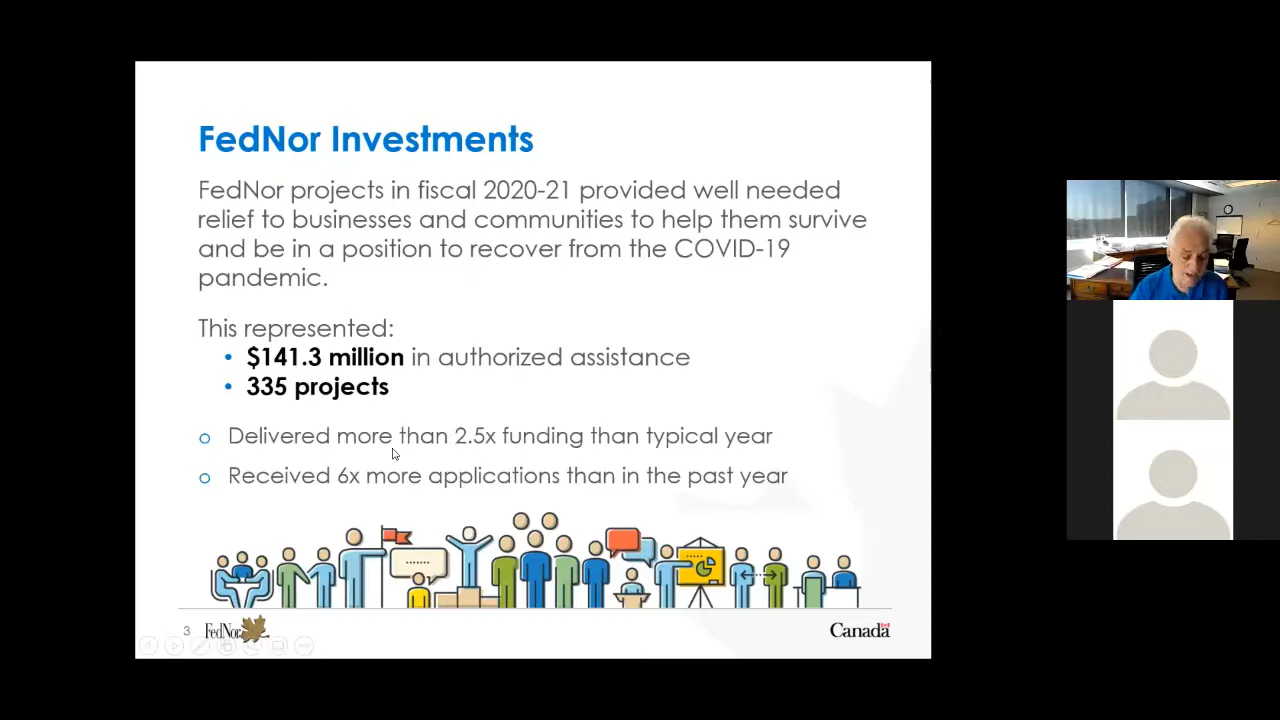 FedNor Investments
FedNor projects in fiscal 2020-21 provided well needed
relief to businesses and communities to help them survive
and be in a position to recover from the COVID-19
pandemic.
This represented:
• $141.3 million in authorized assistance
• 335 projects
o Delivered more than 2.5x funding than typical year
o Received 6x more applications than in the past year
3 FedNor
Canada